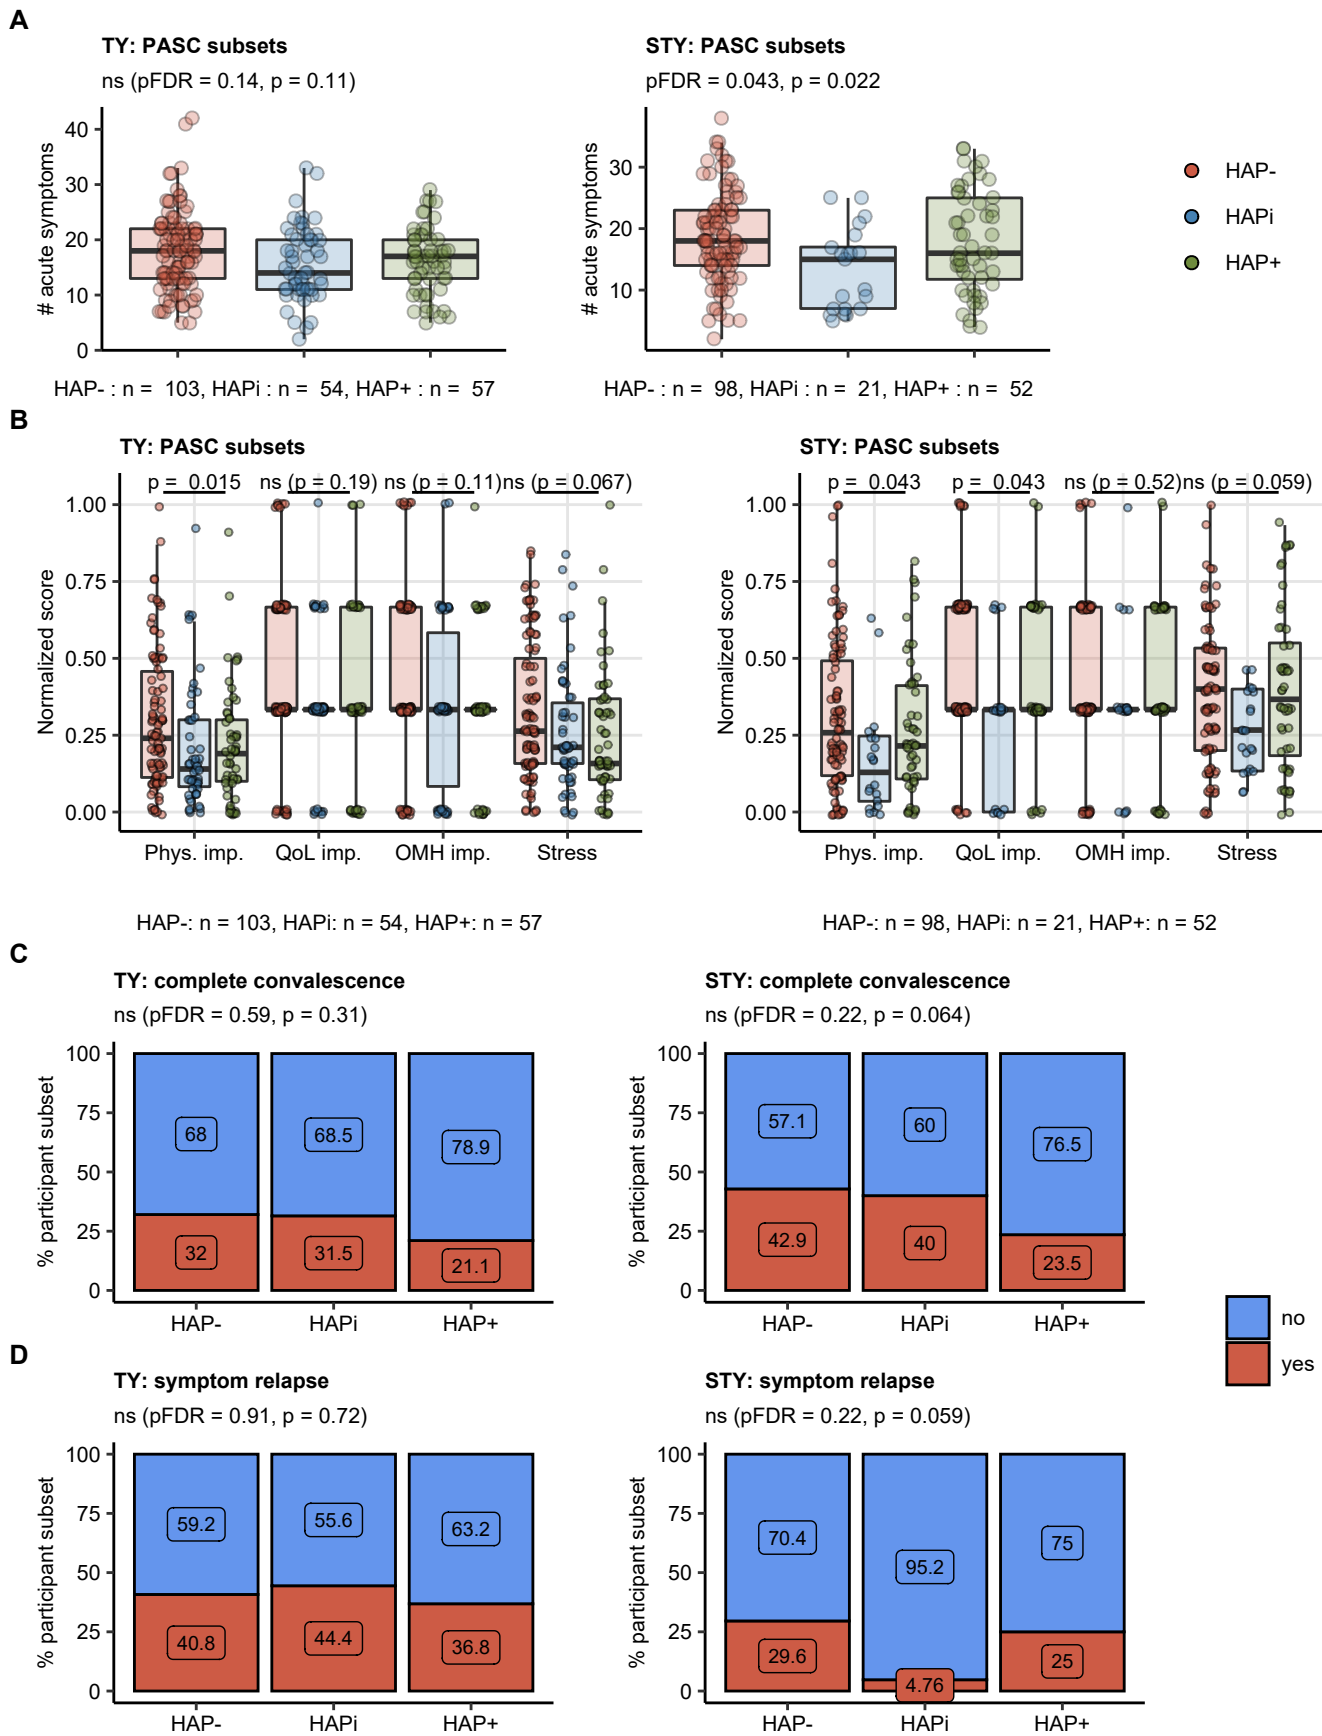 A
TY: PASC subsets
ns (pFDR = 0.14, p = 0.11)
# acute symptoms
40
30
20
10
0
HAP- : n =  103, HAPi : n =  54, HAP+ : n =  57
STY: PASC subsets
pFDR = 0.043, p = 0.022
# acute symptoms
30
20
10
HAP- : n =  98, HAPi : n =  21, HAP+ : n =  52
HAP-
HAPi
HAP+
B
TY: PASC subsets
p =  0.015
ns (p = 0.19)
ns (p = 0.11)
ns (p = 0.067)
Normalized score
1.00
0.75
0.50
0.25
0.00
Phys. imp.
QoL imp.
OMH imp.
Stress
HAP-: n = 103, HAPi: n = 54, HAP+: n = 57
STY: PASC subsets
p =  0.043
p =  0.043
ns (p = 0.52)
ns (p = 0.059)
Normalized score
1.00
0.75
0.50
0.25
0.00
Phys. imp.
QoL imp.
OMH imp.
Stress
HAP-: n = 98, HAPi: n = 21, HAP+: n = 52
C
TY: complete convalescence
ns (pFDR = 0.59, p = 0.31)
% participant subset
100
75
50
25
0
68
68.5
78.9
32
31.5
21.1
HAP-
HAPi
HAP+
STY: complete convalescence
ns (pFDR = 0.22, p = 0.064)
% participant subset
100
75
50
25
0
57.1
60
76.5
42.9
40
23.5
HAP-
HAPi
HAP+
no
yes
D
TY: symptom relapse
ns (pFDR = 0.91, p = 0.72)
% participant subset
100
75
50
25
0
59.2
55.6
63.2
40.8
44.4
36.8
HAP-
HAPi
HAP+
STY: symptom relapse
ns (pFDR = 0.22, p = 0.059)
% participant subset
100
75
50
25
0
70.4
95.2
75
29.6
4.76
25
HAP-
HAPi
HAP+